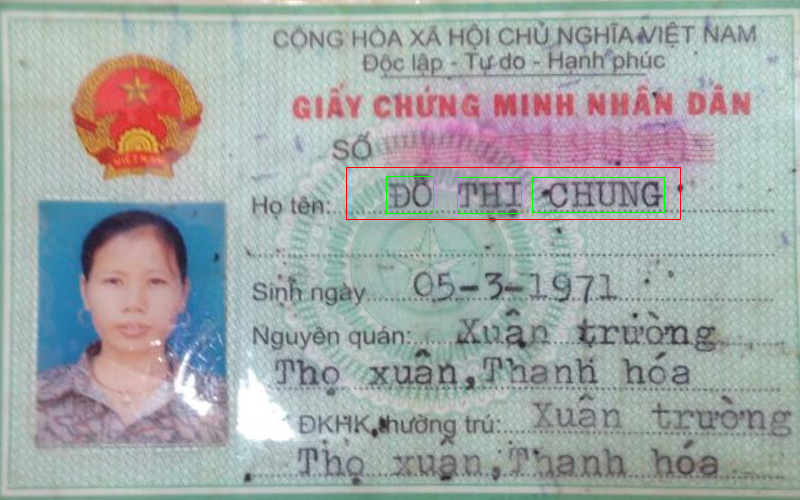 CỘNG HÒA XÃ HỘI CHỦ NGHĨA VIỆT NAM
Độc lập - Tự do - Hạnh phúc
GIẤY CHỨNG MINH NHÂN DÂN
SỐ
VIỆT NAM
Họ tên: ĐỖ THỊ CHUNG
Sinh ngày 05-3-1971
Nguyên quán: Xuân trường
Thọ xuân, Thanh hóa
ĐKHK thường trú: Xuân trường
Thọ xuân, Thanh hóa